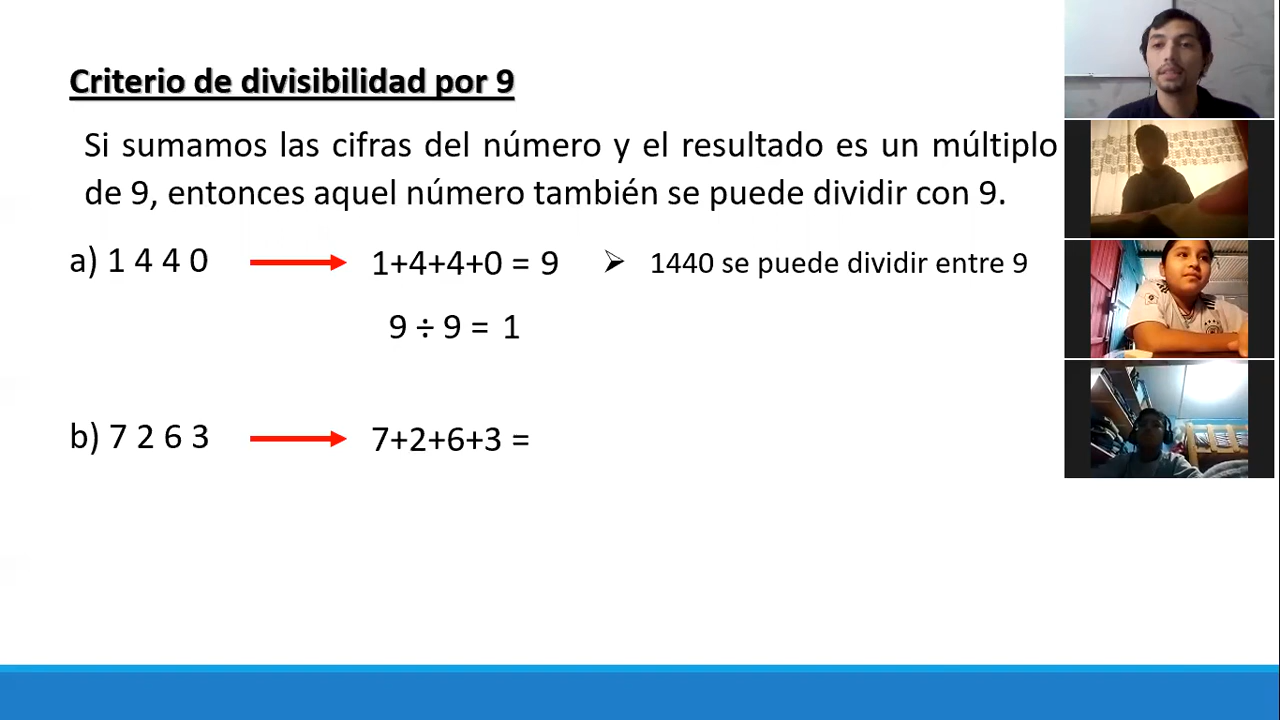 Criterio de divisibilidad por 9
Si sumamos las cifras del número y el resultado es un múltiplo
de 9, entonces aquel número también se puede dividir con 9.
a) 1 4 4 0 1+4+4+0 = 9 ➢ 1440 se puede dividir entre 9
9 ÷ 9 = 1
b) 7 2 6 3 7+2+6+3 =